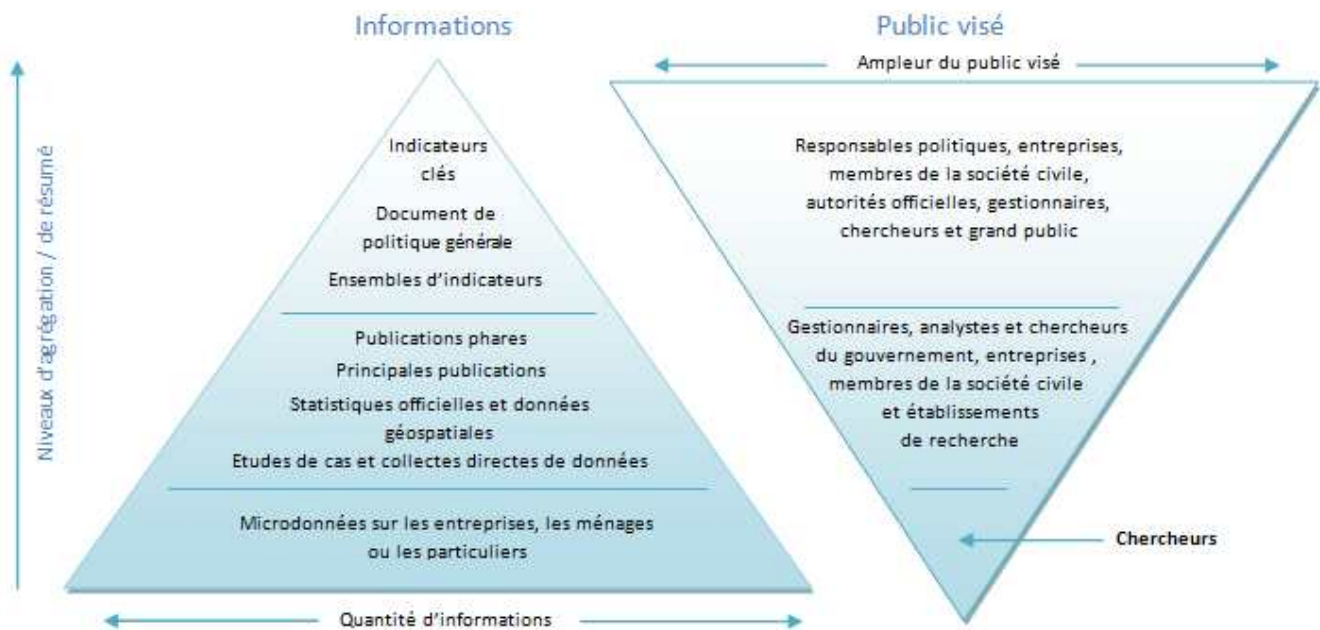 Informations
Public visé
Ampleur du public visé
Niveaux d'agrégation / de résumé
Indicateurs
clés
Document de
politique générale
Ensembles d'indicateurs
Publications phares
Principales publications
Statistiques officielles et données
géospatiales
Etudes de cas et collectes directes de données
Microdonnées sur les entreprises, les ménages
ou les particuliers
Quantité d'informations
Responsables politiques, entreprises,
membres de la société civile,
autorités officielles, gestionnaires,
chercheurs et grand public
Gestionnaires, analystes et chercheurs
du gouvernement, entreprises ,
membres de la société civile
et établissements
de recherche
Chercheurs